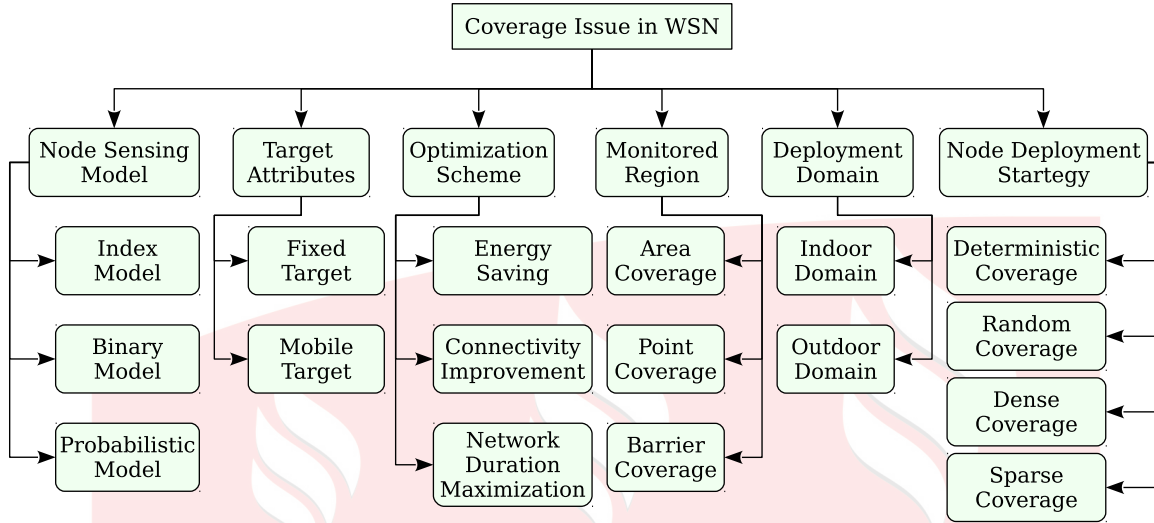 Coverage Issue in WSN
Node Sensing
Model
Target
Attributes
Optimization
Scheme
Monitored
Region
Deployment
Domain
Node Deployment
Startegy
Index
Model
Binary
Model
Probabilistic
Model
Fixed
Target
Mobile
Target
Energy
Saving
Connectivity
Improvement
Network
Duration
Maximization
Area
Coverage
Point
Coverage
Barrier
Coverage
Indoor
Domain
Outdoor
Domain
Deterministic
Coverage
Random
Coverage
Dense
Coverage
Sparse
Coverage